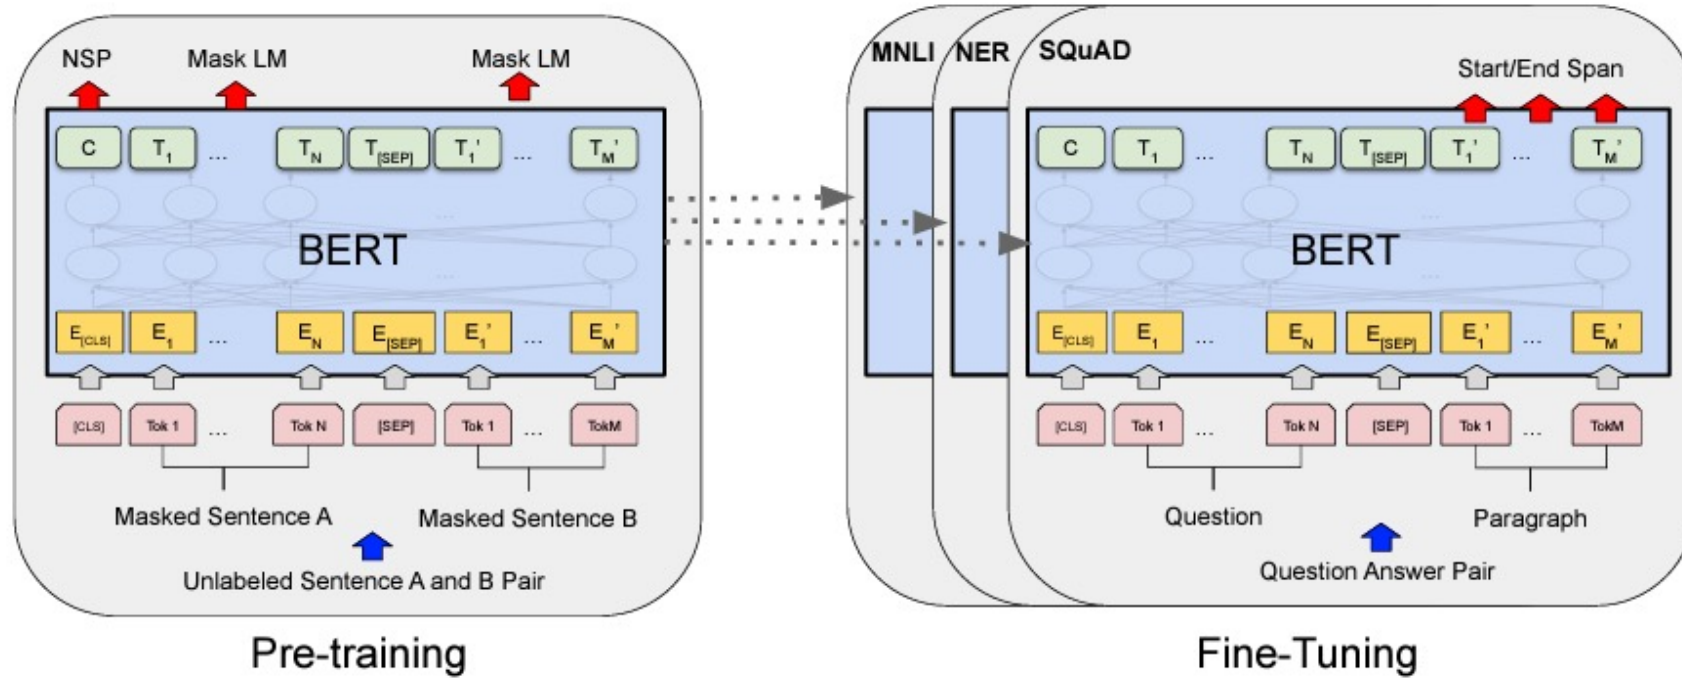 NSP Mask LM Mask LM
C T1 ... TN T[SEP] T1' ... TM'
...
BERT
...
E[CLS] E1 ... EN E[SEP] E1' ... EM'
[CLS] Tok 1 ... Tok N [SEP] Tok 1 ... TokM
Masked Sentence A Masked Sentence B
Unlabeled Sentence A and B Pair
Pre-training
MNLI NER SQuAD
Start/End Span
C T1 ... TN T[SEP] T1' ... TM'
...
BERT
...
E[CLS] E1 ... EN E[SEP] E1' ... EM'
[CLS] Tok 1 ... Tok N [SEP] Tok 1 ... TokM
Question Paragraph
Question Answer Pair
Fine-Tuning